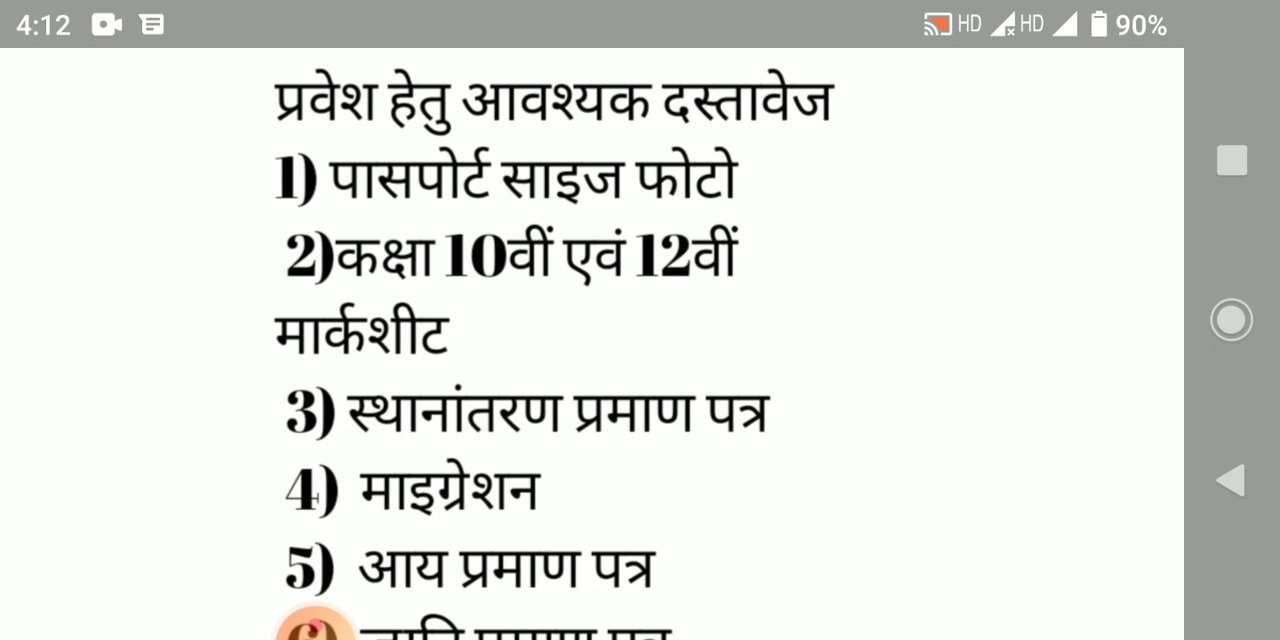 4:12 HD HD 90%
प्रवेश हेतु आवश्यक दस्तावेज
1) पासपोर्ट साइज फोटो
2)कक्षा 10वीं एवं 12वीं
मार्कशीट
3) स्थानांतरण प्रमाण पत्र
4) माइग्रेशन
5) आय प्रमाण पत्र